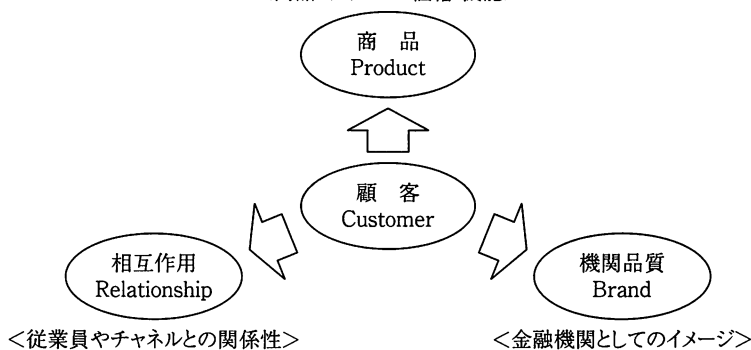 商　品
Product
顧　客
Customer
相互作用
Relationship
機関品質
Brand
<従業員やチャネルとの関係性>
<金融機関としてのイメージ>